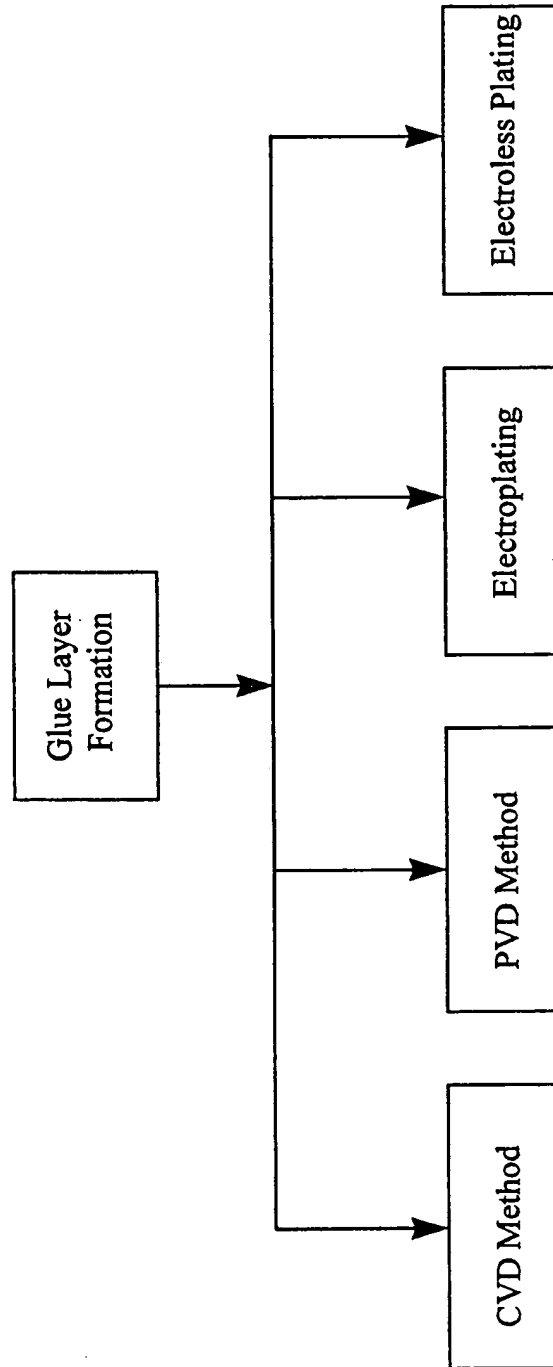 Glue Layer
Formation
CVD Method
PVD Method
Electroplating
Electroless Plating